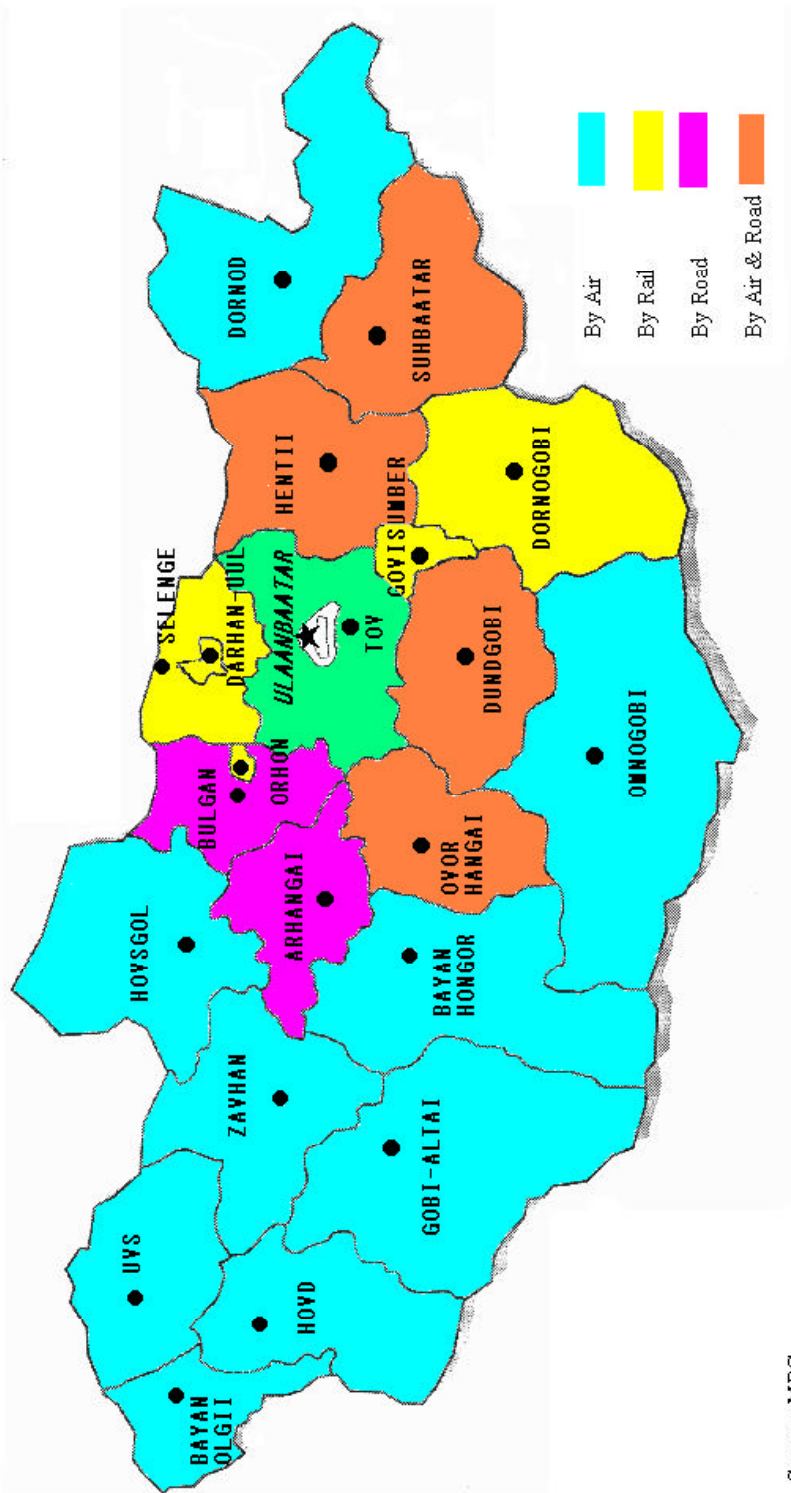 UVS
BAYAN
OLGII
HOVD
ZAVHAN
GOBI-ALTAI
HOVSGOL
BAYAN
HONGOR
ARHANGAI
BULGAN
ORHON
OVOR
HANGAI
OMNOGOBI
SELENGE
DARHAN-UUL
ULAANBAATAR
TOV
DUNDGOBI
GOVISUMBER
DORNOGOBI
HENTII
DORNOD
SUHBAATAR
By Air
By Rail
By Road
By Air & Road